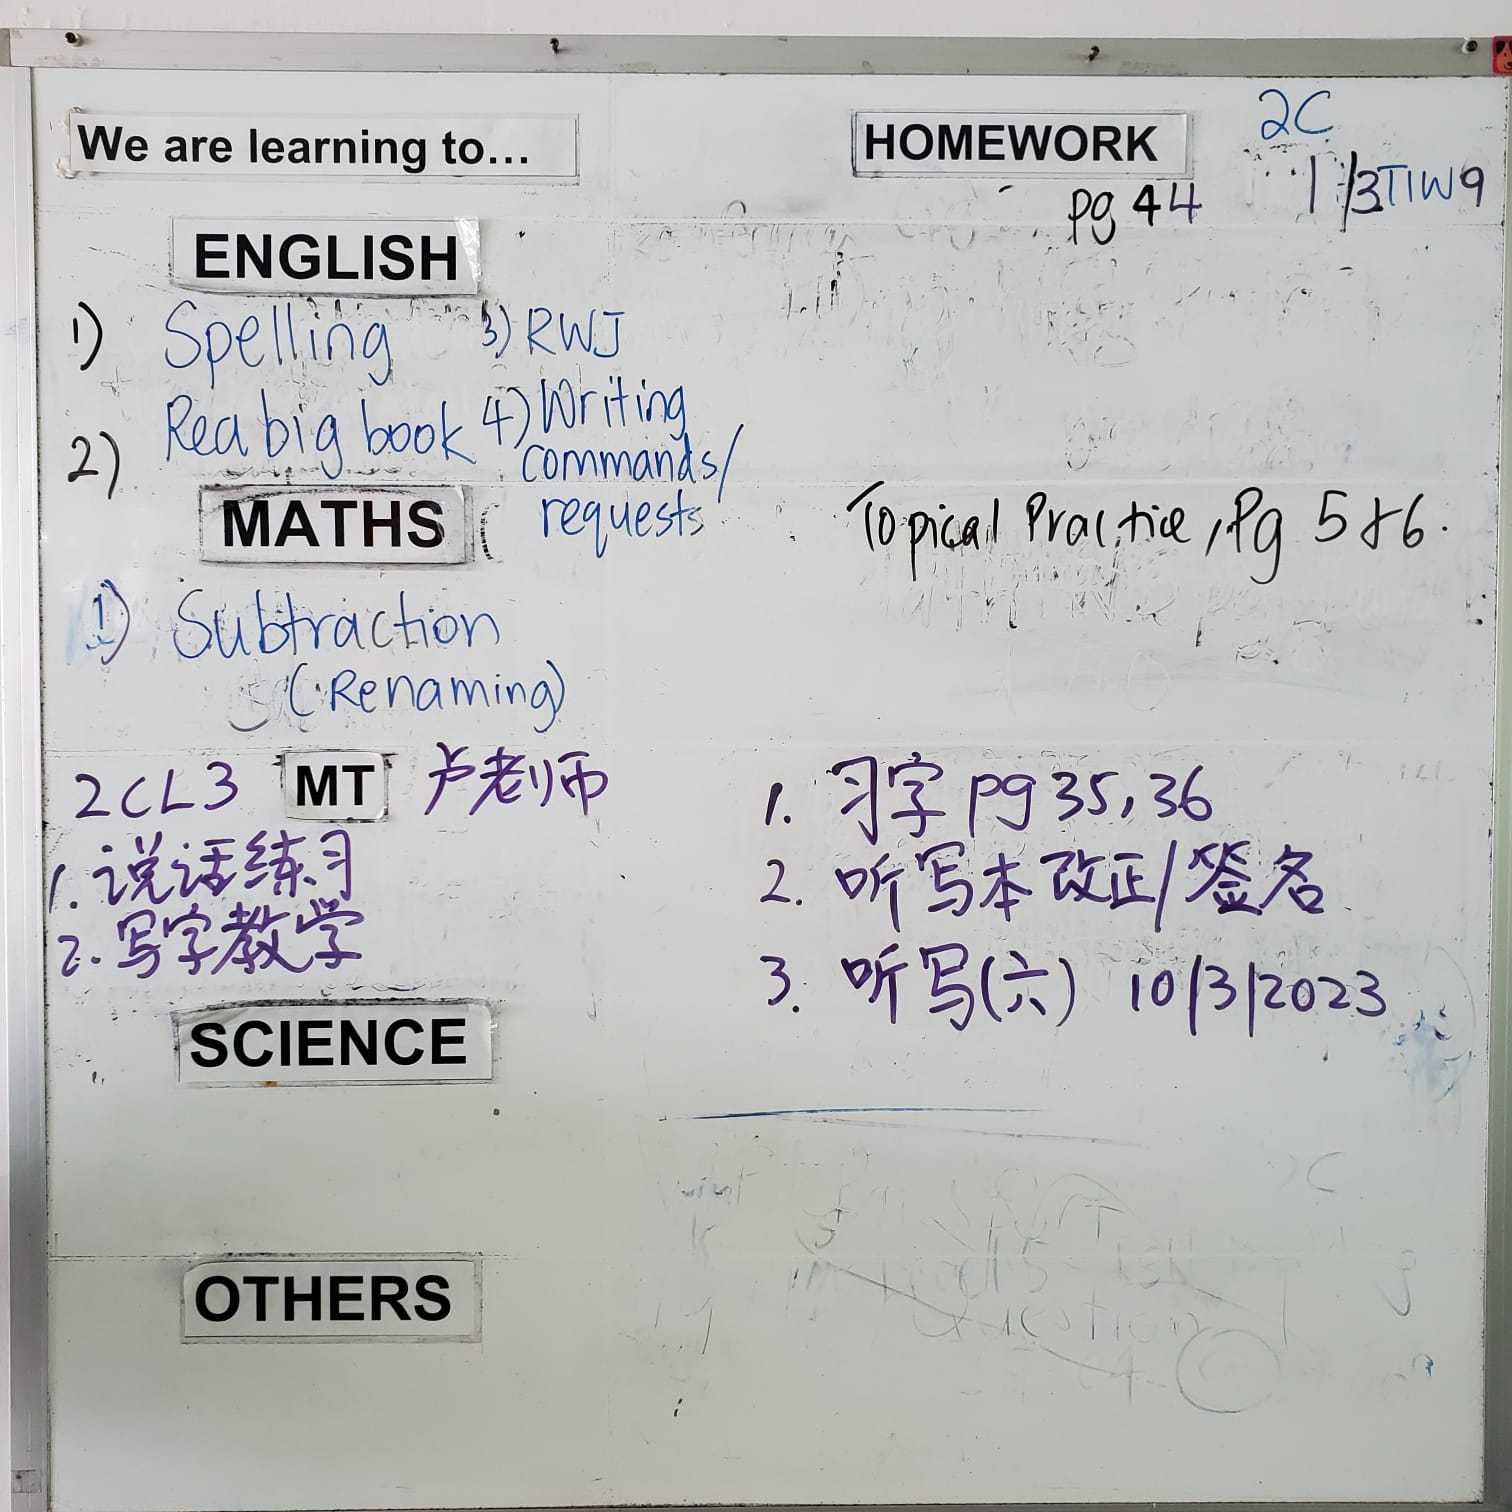 We are learning to...
HOMEWORK
2C
1/3 T1W9
pg 44
ENGLISH
1) Spelling
2) Rea big book
3) RWJ
4) Writing
commands/
requests
MATHS
Topical Practice, Pg 5 & 6.
1) Subtraction
(Renaming)
2CL3 MT 卢老师
1. 说话练习
2. 写字教学
1. 习字 pg 35, 36
2. 听写本 改正/签名
3. 听写(六) 10/3/2023
SCIENCE
OTHERS